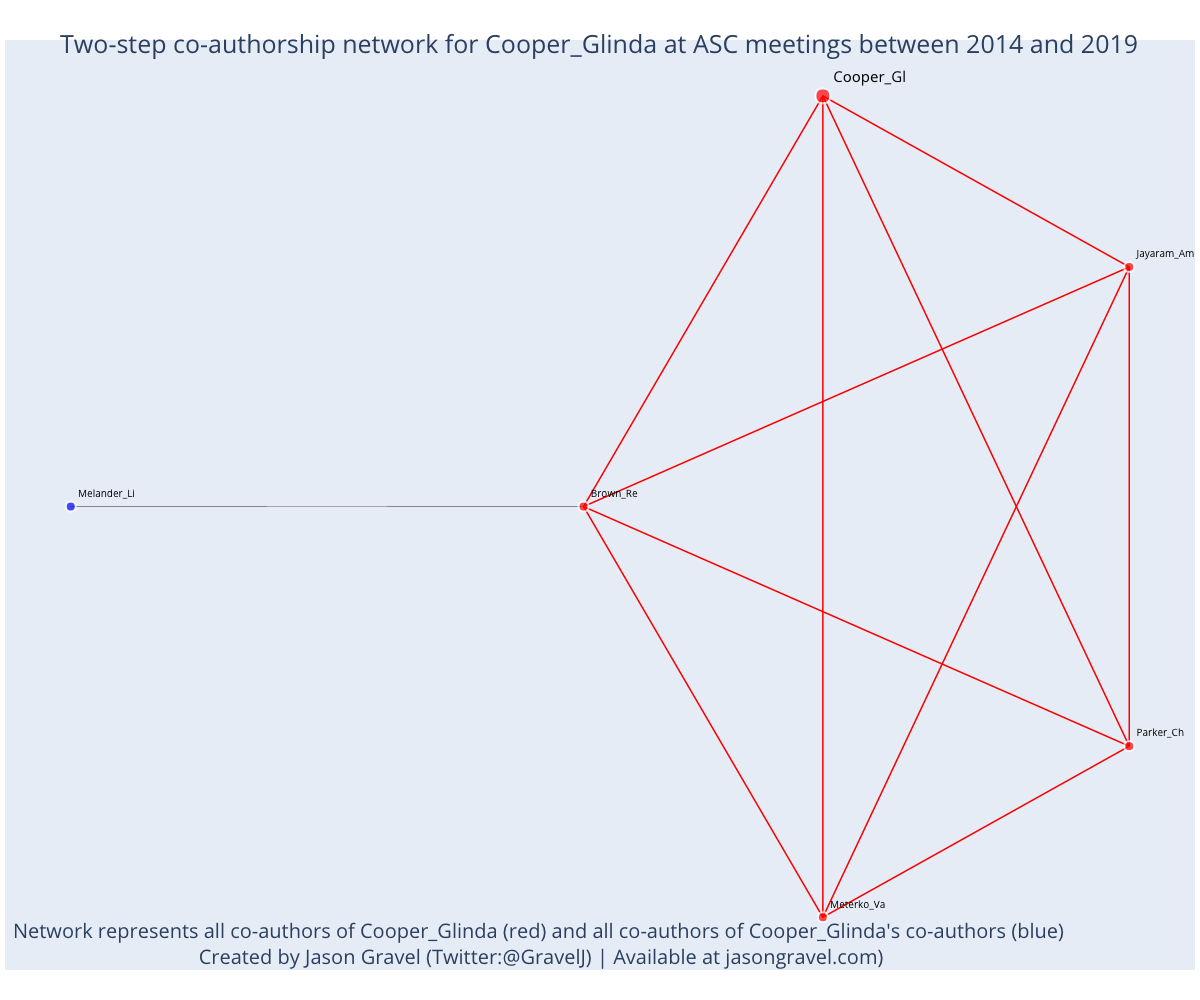 Two-step co-authorship network for Cooper_Glinda at ASC meetings between 2014 and 2019
Cooper_Gl
Jayaram_Am
Melander_Li
Brown_Re
Parker_Ch
Meterko_Va
Network represents all co-authors of Cooper_Glinda (red) and all co-authors of Cooper_Glinda's co-authors (blue)
Created by Jason Gravel (Twitter:@GravelJ) | Available at jasongravel.com)